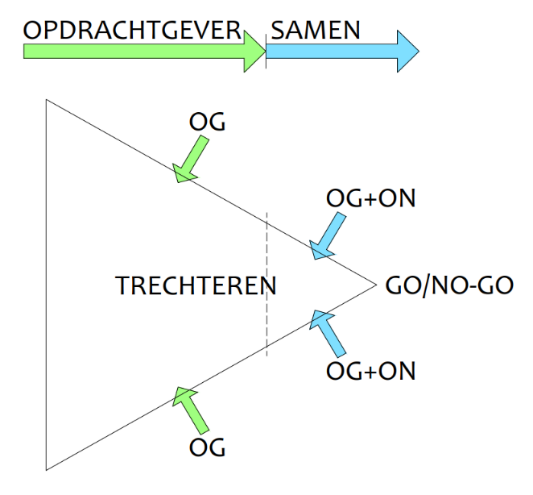 OPDRACHTGEVER SAMEN
OG
OG+ON
TRECHTEREN GO/NO-GO
OG+ON
OG